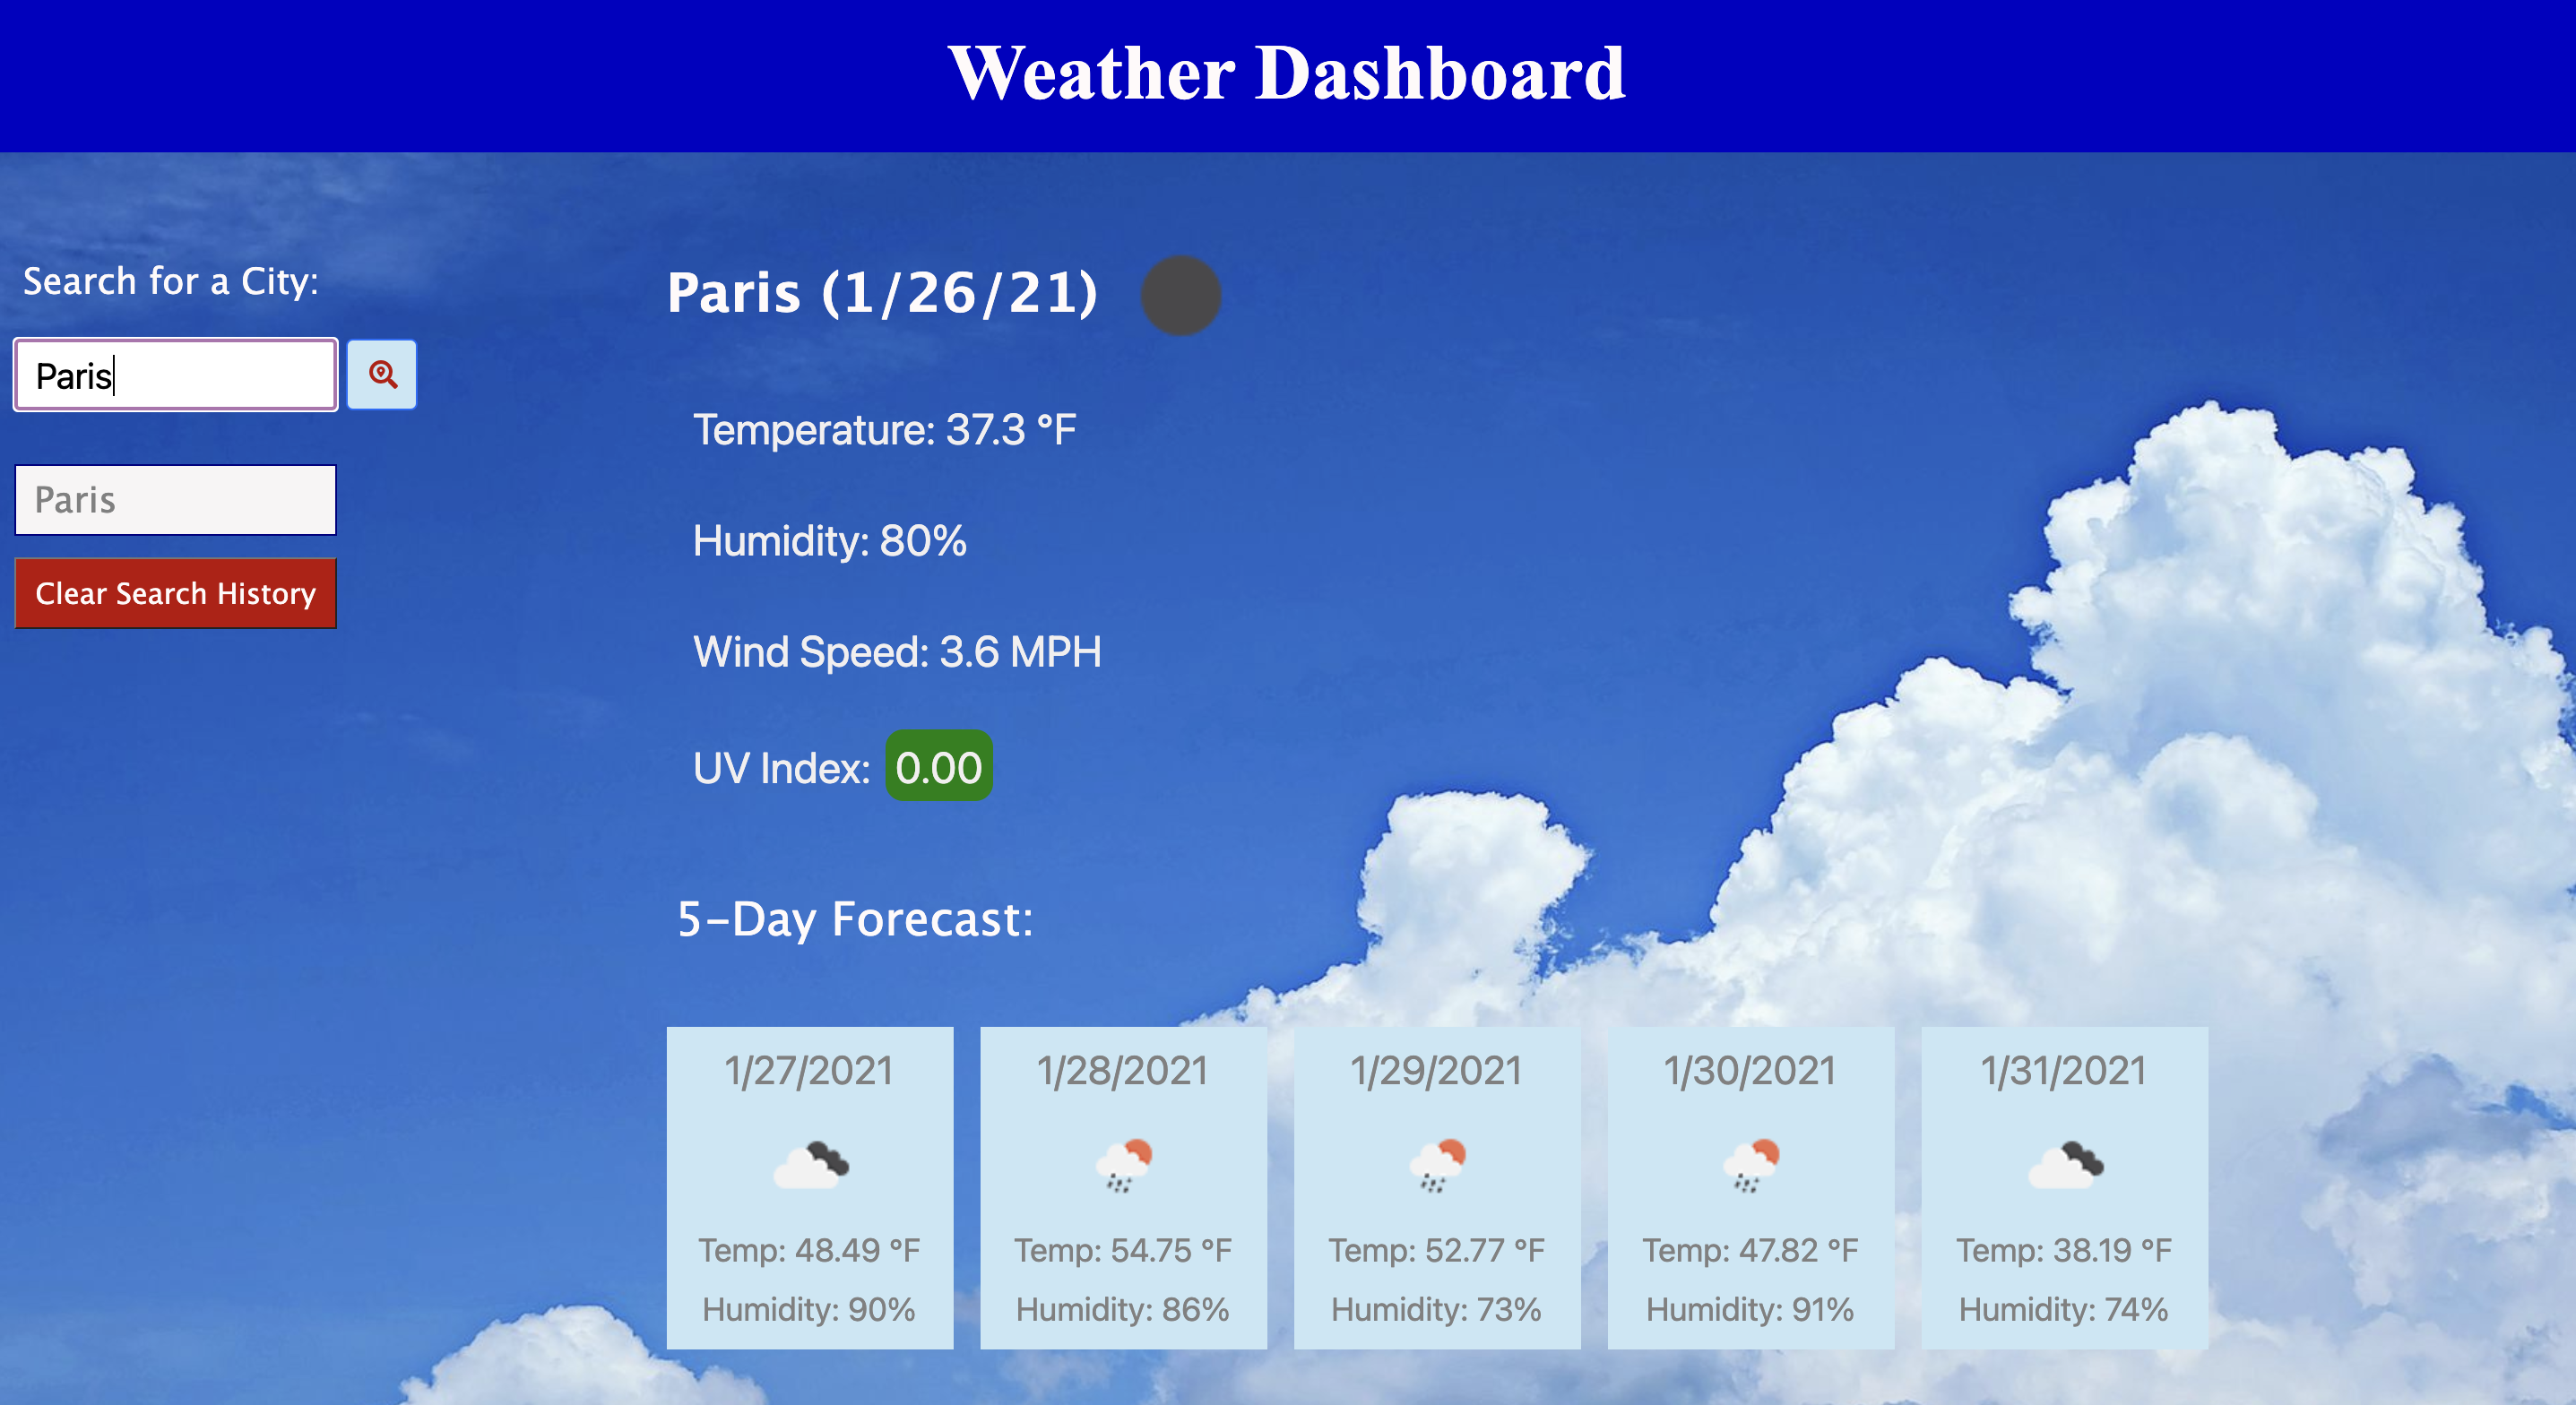 Weather Dashboard
Search for a City:
Paris
Paris
Clear Search History
Paris (1/26/21)
Temperature: 37.3 °F
Humidity: 80%
Wind Speed: 3.6 MPH
UV Index: 0.00
5-Day Forecast:
1/27/2021
Temp: 48.49 °F
Humidity: 90%
1/28/2021
Temp: 54.75 °F
Humidity: 86%
1/29/2021
Temp: 52.77 °F
Humidity: 73%
1/30/2021
Temp: 47.82 °F
Humidity: 91%
1/31/2021
Temp: 38.19 °F
Humidity: 74%